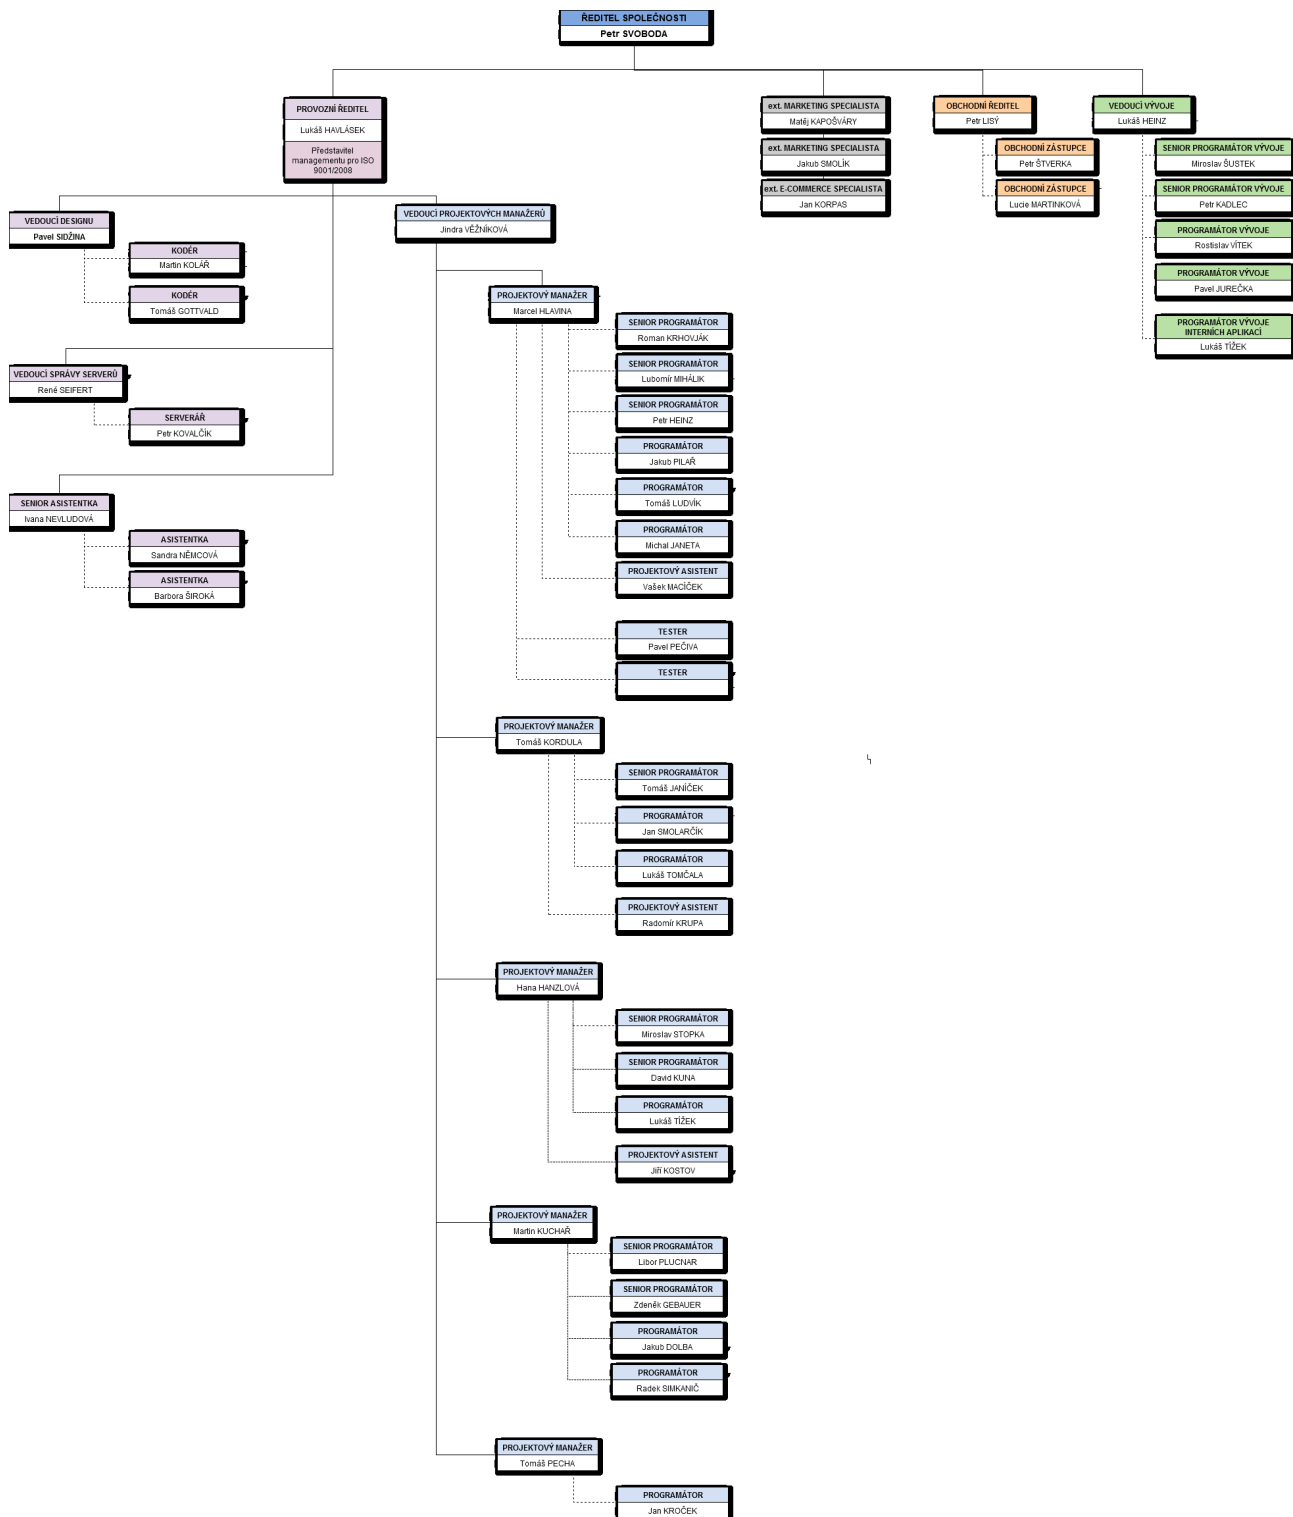 ŘEDITEL SPOLEČNOSTI
Petr SVOBODA
PROVOZNÍ ŘEDITEL
Lukáš HAVLÁSEK
Představitel
managementu pro ISO
9001/2008
ext. MARKETING SPECIALISTA
Matěj KAPOŠVÁRY
ext. MARKETING SPECIALISTA
Jakub SMOLÍK
ext. E-COMMERCE SPECIALISTA
Jan KORPAS
OBCHODNÍ ŘEDITEL
Petr LISÝ
OBCHODNÍ ZÁSTUPCE
Petr ŠTVERKA
OBCHODNÍ ZÁSTUPCE
Lucie MARTINKOVÁ
VEDOUCÍ VÝVOJE
Lukáš HEINZ
SENIOR PROGRAMÁTOR VÝVOJE
Miroslav ŠUSTEK
SENIOR PROGRAMÁTOR VÝVOJE
Petr KADLEC
PROGRAMÁTOR VÝVOJE
Rostislav VÍTEK
PROGRAMÁTOR VÝVOJE
Pavel JUREČKA
PROGRAMÁTOR VÝVOJE
INTERNÍCH APLIKACÍ
Lukáš TÍŽEK
VEDOUCÍ DESIGNU
Pavel SIDŽINA
KODÉR
Martin KOLÁŘ
KODÉR
Tomáš GOTTVALD
VEDOUCÍ SPRÁVY SERVERŮ
René SEIFERT
SERVERÁŘ
Petr KOVALČÍK
SENIOR ASISTENTKA
Ivana NEVLUDOVÁ
ASISTENTKA
Sandra NĚMCOVÁ
ASISTENTKA
Barbora ŠIROKÁ
VEDOUCÍ PROJEKTOVÝCH MANAŽERŮ
Jindra VĚŽNÍKOVÁ
PROJEKTOVÝ MANAŽER
Marcel HLAVINA
SENIOR PROGRAMÁTOR
Roman KRHOVJÁK
SENIOR PROGRAMÁTOR
Lubomír MIHÁLIK
SENIOR PROGRAMÁTOR
Petr HEINZ
PROGRAMÁTOR
Jakub PILAŘ
PROGRAMÁTOR
Tomáš LUDVÍK
PROGRAMÁTOR
Michal JANETA
PROJEKTOVÝ ASISTENT
Vašek MACÍČEK
TESTER
Pavel PEČIVA
TESTER
PROJEKTOVÝ MANAŽER
Tomáš KORDULA
SENIOR PROGRAMÁTOR
Tomáš JANÍČEK
PROGRAMÁTOR
Jan SMOLARČÍK
PROGRAMÁTOR
Lukáš TOMČALA
PROJEKTOVÝ ASISTENT
Radomír KRUPA
PROJEKTOVÝ MANAŽER
Hana HANZLOVÁ
SENIOR PROGRAMÁTOR
Miroslav STOPKA
SENIOR PROGRAMÁTOR
David KUNA
PROGRAMÁTOR
Lukáš TÍŽEK
PROJEKTOVÝ ASISTENT
Jiří KOSTOV
PROJEKTOVÝ MANAŽER
Martin KUCHAŘ
SENIOR PROGRAMÁTOR
Libor PLUCNAR
SENIOR PROGRAMÁTOR
Zdeněk GEBAUER
PROGRAMÁTOR
Jakub DOLBA
PROGRAMÁTOR
Radek SIMKANIČ
PROJEKTOVÝ MANAŽER
Tomáš PECHA
PROGRAMÁTOR
Jan KROČEK